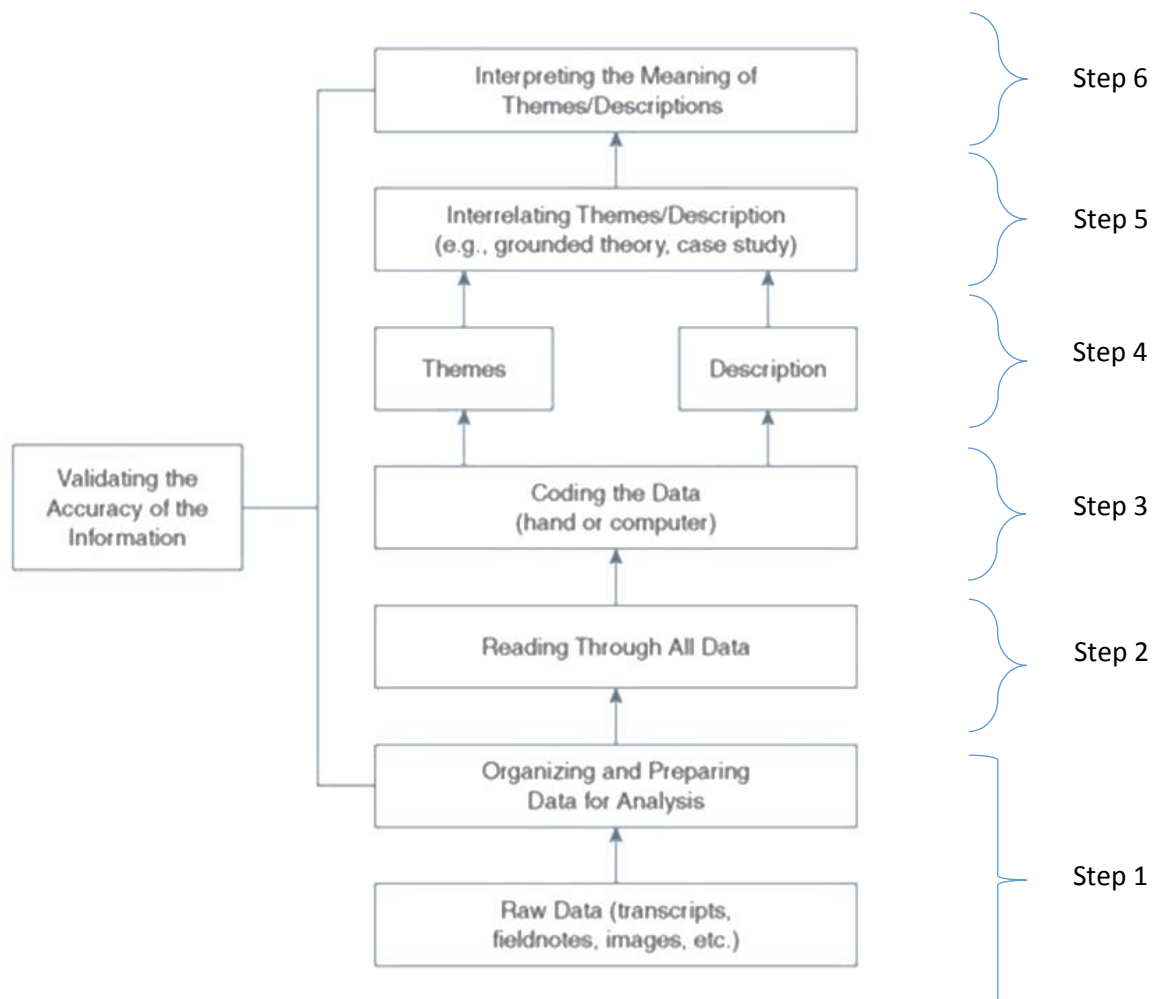 Interpreting the Meaning of
Themes/Descriptions
Step 6
Interrelating Themes/Description
(e.g., grounded theory, case study)
Step 5
Themes
Description
Step 4
Validating the
Accuracy of the
Information
Coding the Data
(hand or computer)
Step 3
Reading Through All Data
Step 2
Organizing and Preparing
Data for Analysis
Raw Data (transcripts,
fieldnotes, images, etc.)
Step 1